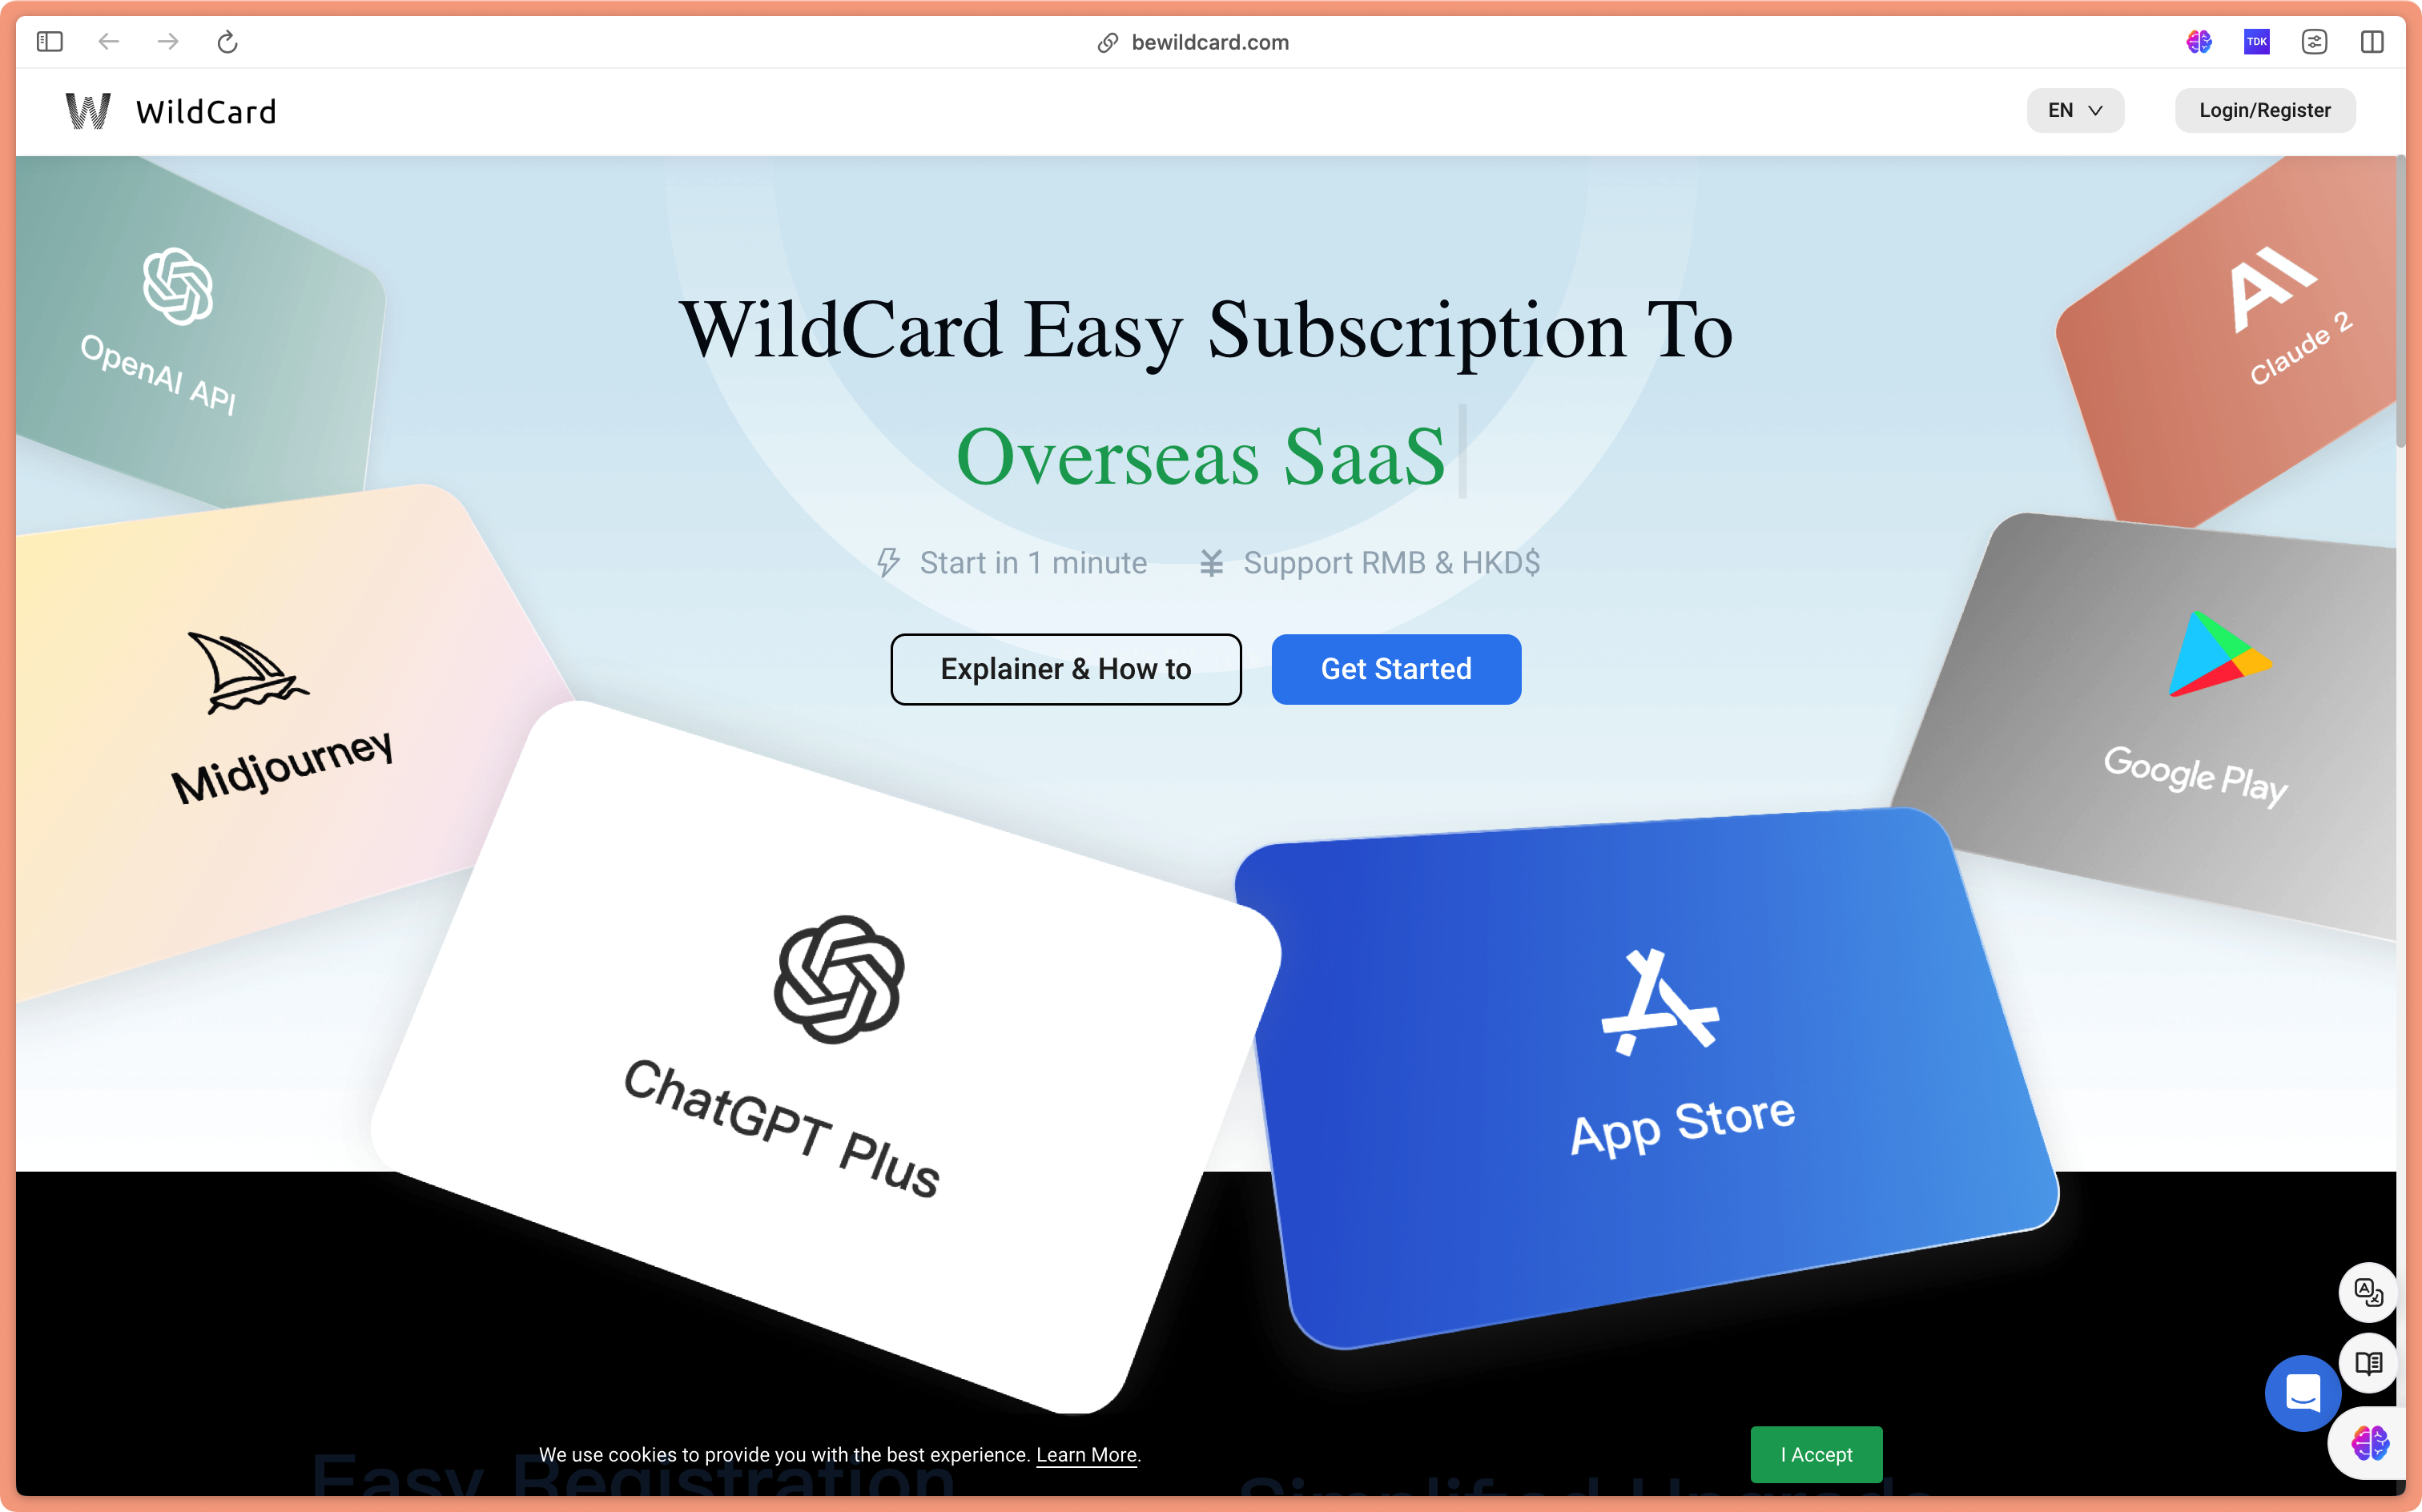 bewildcard.com
TDK
WildCard
EN
Login/Register
OpenAI API
Claude 2
WildCard Easy Subscription To
Overseas SaaS
Start in 1 minute
Support RMB & HKD$
Explainer & How to
Get Started
Midjourney
Google Play
ChatGPT Plus
App Store
We use cookies to provide you with the best experience. Learn More.
I Accept
Easy Registration
Simplified Upgrade